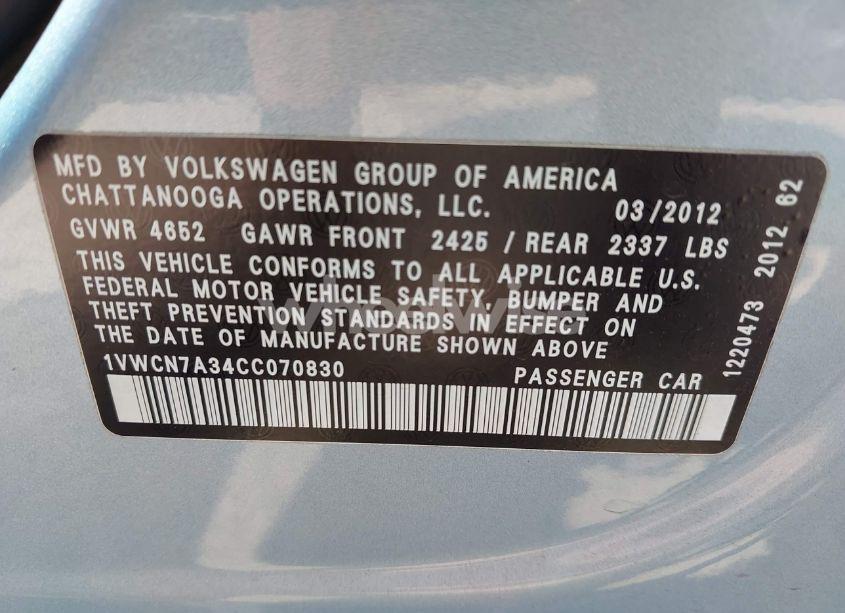 MFD BY VOLKSWAGEN GROUP OF AMERICA
CHATTANOOGA OPERATIONS, LLC. 03/2012
GVWR 4652 GAWR FRONT 2425 / REAR 2337 LBS
THIS VEHICLE CONFORMS TO ALL APPLICABLE U.S.
FEDERAL MOTOR VEHICLE SAFETY, BUMPER AND
THEFT PREVENTION STANDARDS IN EFFECT ON
THE DATE OF MANUFACTURE SHOWN ABOVE
1VWCN7A34CC070830 PASSENGER CAR
1220473 2012 62